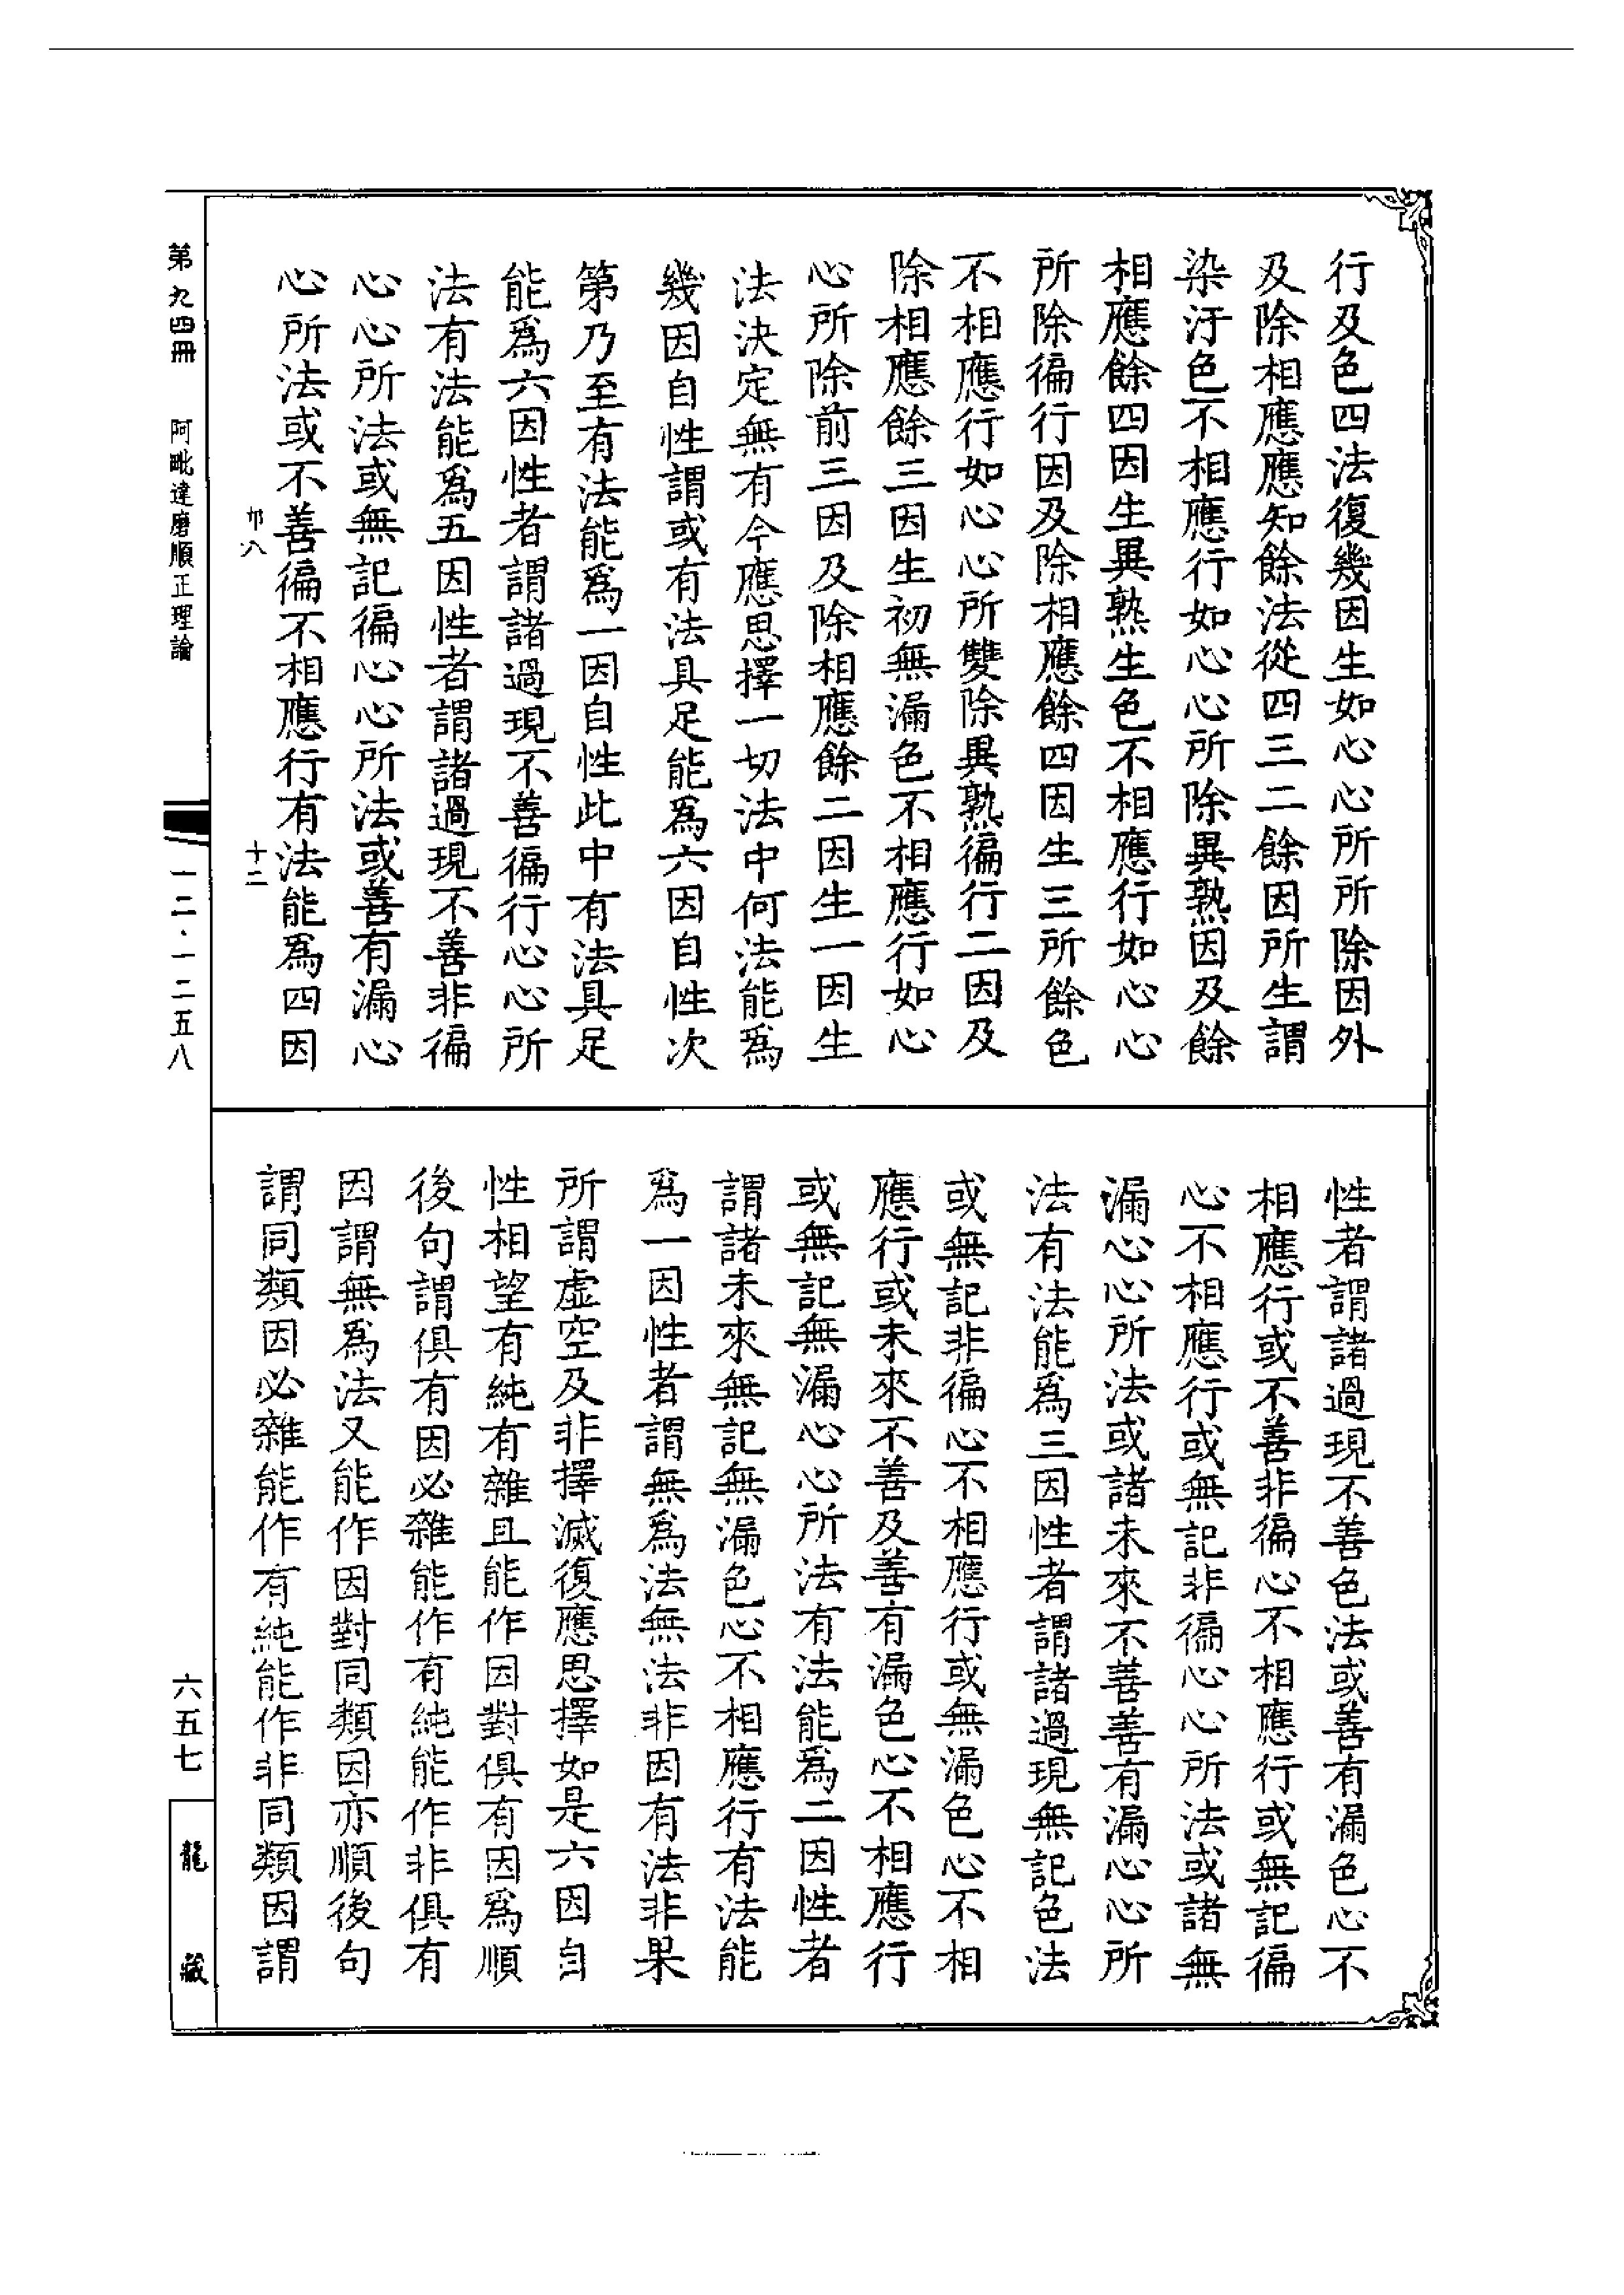 行及色四法復幾因生如心心所所除因外
及除相應應知餘法從四三二餘因所生謂
染汙色不相應行如心心所除異熟因及餘
相應餘四因生異熟生色不相應行如心心
所除徧行因及除相應餘四因生三所餘色
不相應行如心心所雙除異熟徧行二因及
除相應餘三因生初無漏色不相應行如心
心所除前三因及除相應餘二因生一因生
法決定無有今應思擇一切法中何法能爲
幾因自性謂或有法具足能爲六因自性次
第乃至有法能爲一因自性此中有法具足
能爲六因性者謂諸過現不善徧行心心所
法有法能爲五因性者謂諸過現不善非徧
心心所法或無記徧心心所法或善有漏心
心所法或不善徧不相應行有法能爲四因
性者謂諸過現不善色法或善有漏色心不
相應行或不善非徧心不相應行或無記徧
心不相應行或無記非徧心心所法或諸無
漏心心所法或諸未來不善善有漏心心所
法有法能爲三因性者謂諸過現無記色法
或無記非徧心不相應行或無漏色心不相
應行或未來不善及善有漏色心不相應行
或無記無漏心心所法有法能爲二因性者
謂諸未來無記無漏色心不相應行有法能
爲一因性者謂無爲法無法非因有法非果
所謂虛空及非擇滅復應思擇如是六因自
性相望有純有雜且能作因對俱有因爲順
後句謂俱有因必雜能作有純能作非俱有
因謂無爲法又能作因對同類因亦順後句
謂同類因必雜能作有純能作非同類因謂
第九四冊
阿毗達磨順正理論
十二
一二·一二五八
六五七
龍藏